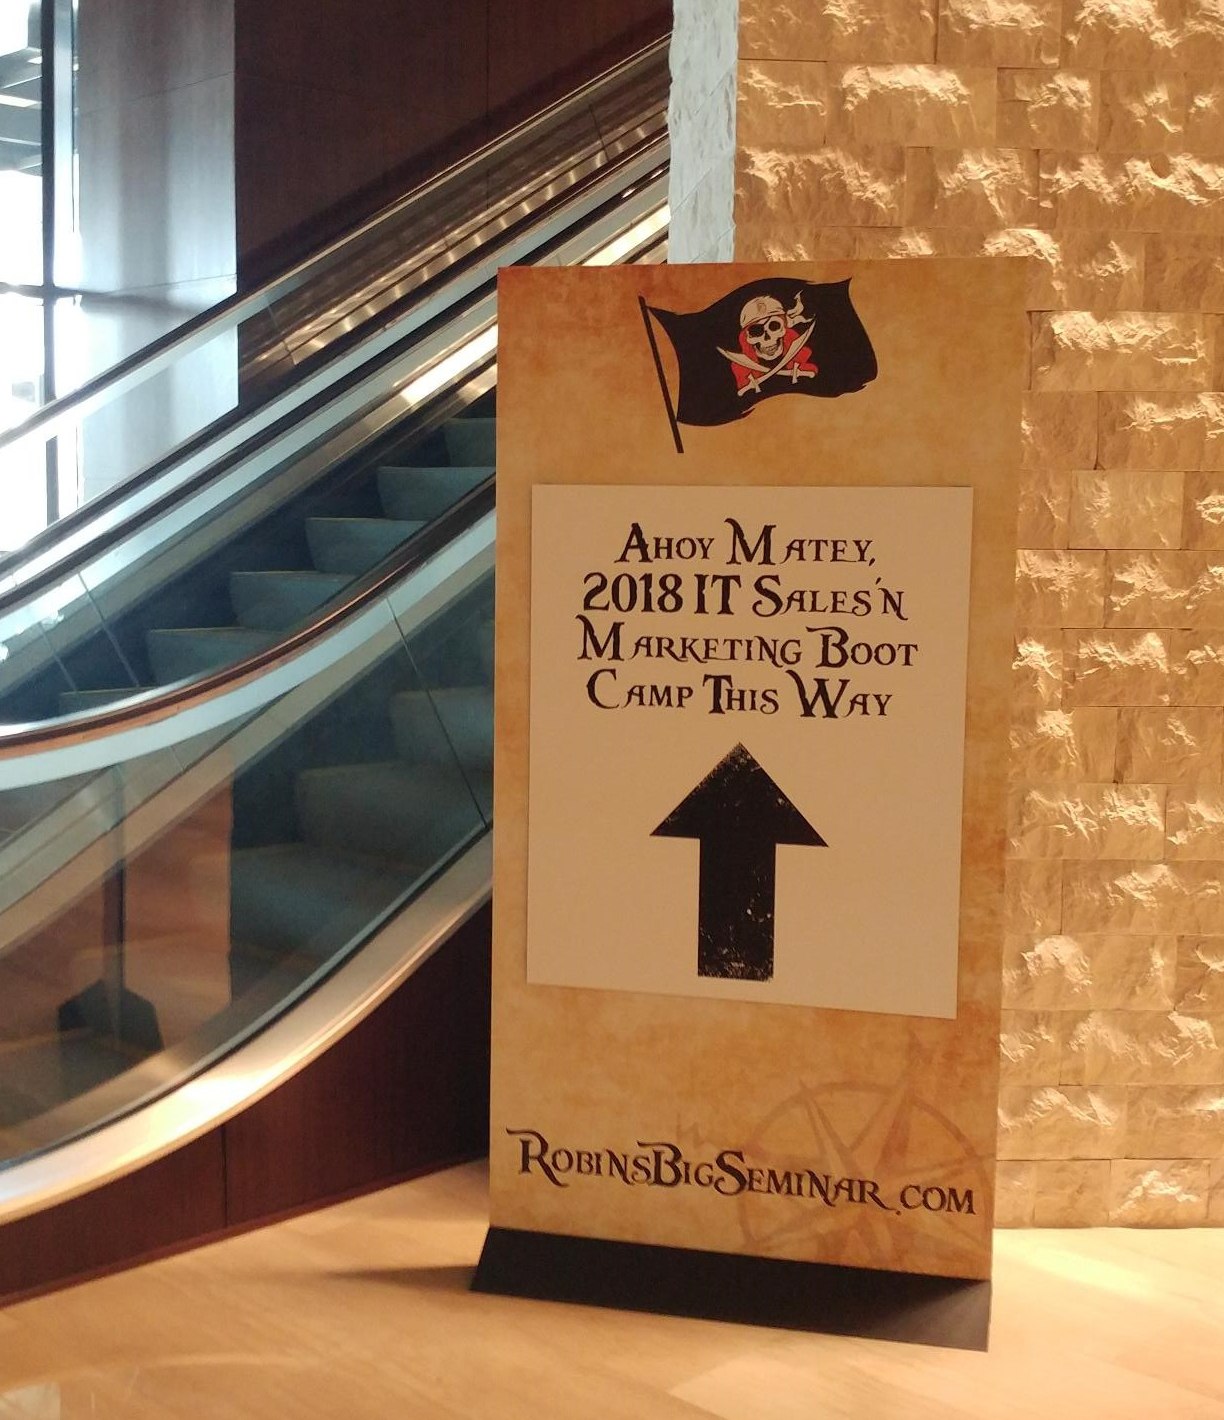 Ahoy Matey,
2018 IT Sales'n
Marketing Boot
Camp This Way
RobinsBigSeminar.com